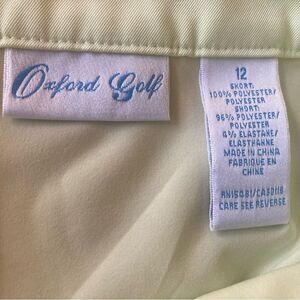 Oxford Golf
12
SHORT:
100% POLYESTER/
POLYESTER
SHORT:
96% POLYESTER/
POLYESTER
4% ELASTANE/
ELASTHANNE
MADE IN CHINA
FABRIQUE EN
CHINE
CARE SEE REVERSE